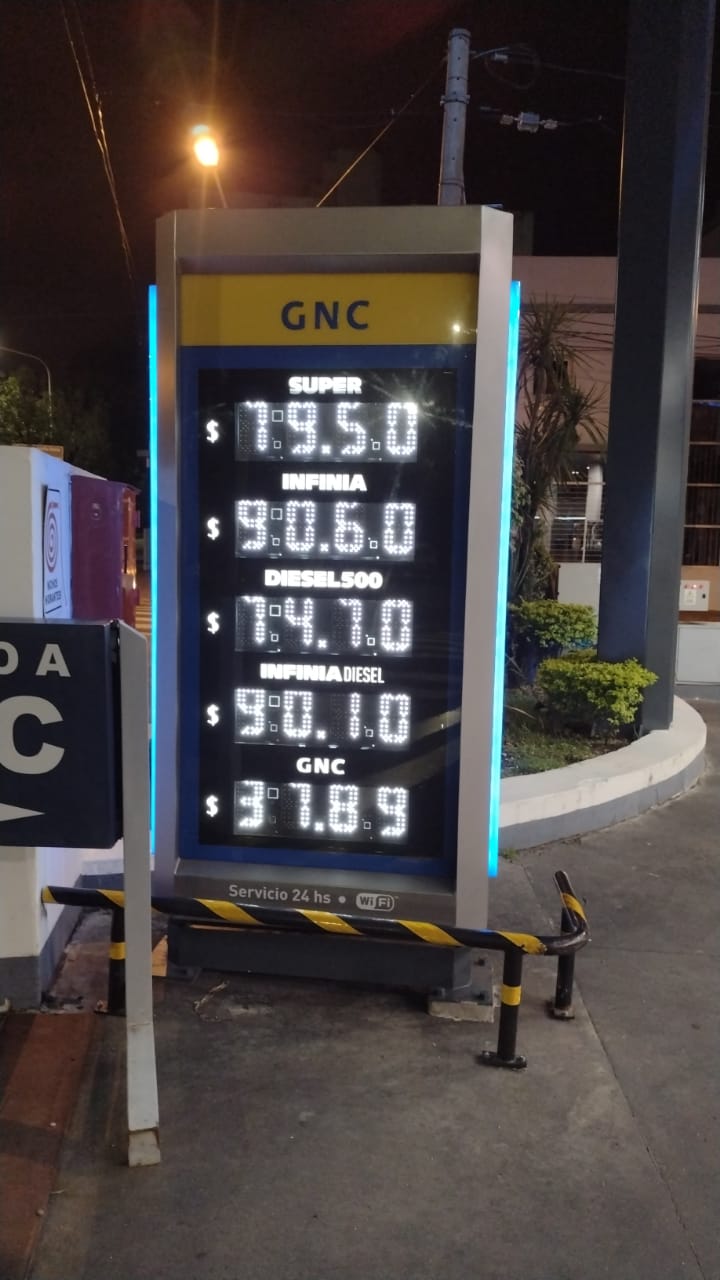 GNC
SUPER
$ 79.50
INFINIA
$ 90.60
DIESEL500
$ 74.70
INFINIA DIESEL
$ 90.10
GNC
$ 37.89
Servicio 24 hs • WiFi
DA
C